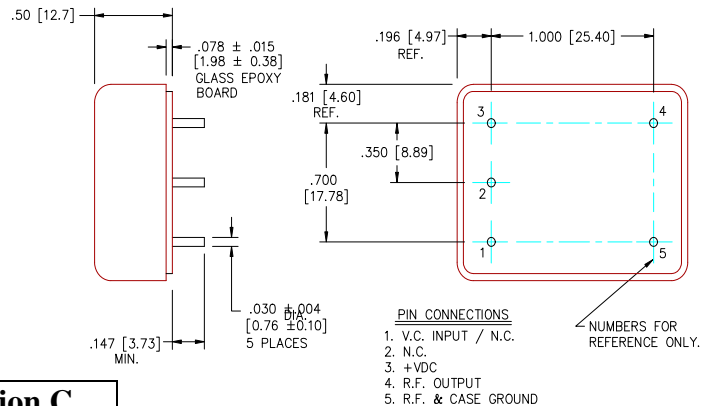 .50 [12.7]
.078 ± .015
[1.98 ± 0.38]
GLASS EPOXY
BOARD
.030 ±.004
DIA.
[0.76 ±0.10]
5 PLACES
.147 [3.73]
MIN.
.196 [4.97]
REF.
1.000 [25.40]
.181 [4.60]
REF.
.350 [8.89]
.700
[17.78]
3
4
2
1
5
PIN CONNECTIONS
1. V.C. INPUT / N.C.
2. N.C.
3. +VDC
4. R.F. OUTPUT
5. R.F. & CASE GROUND
NUMBERS FOR
REFERENCE ONLY.
ion C